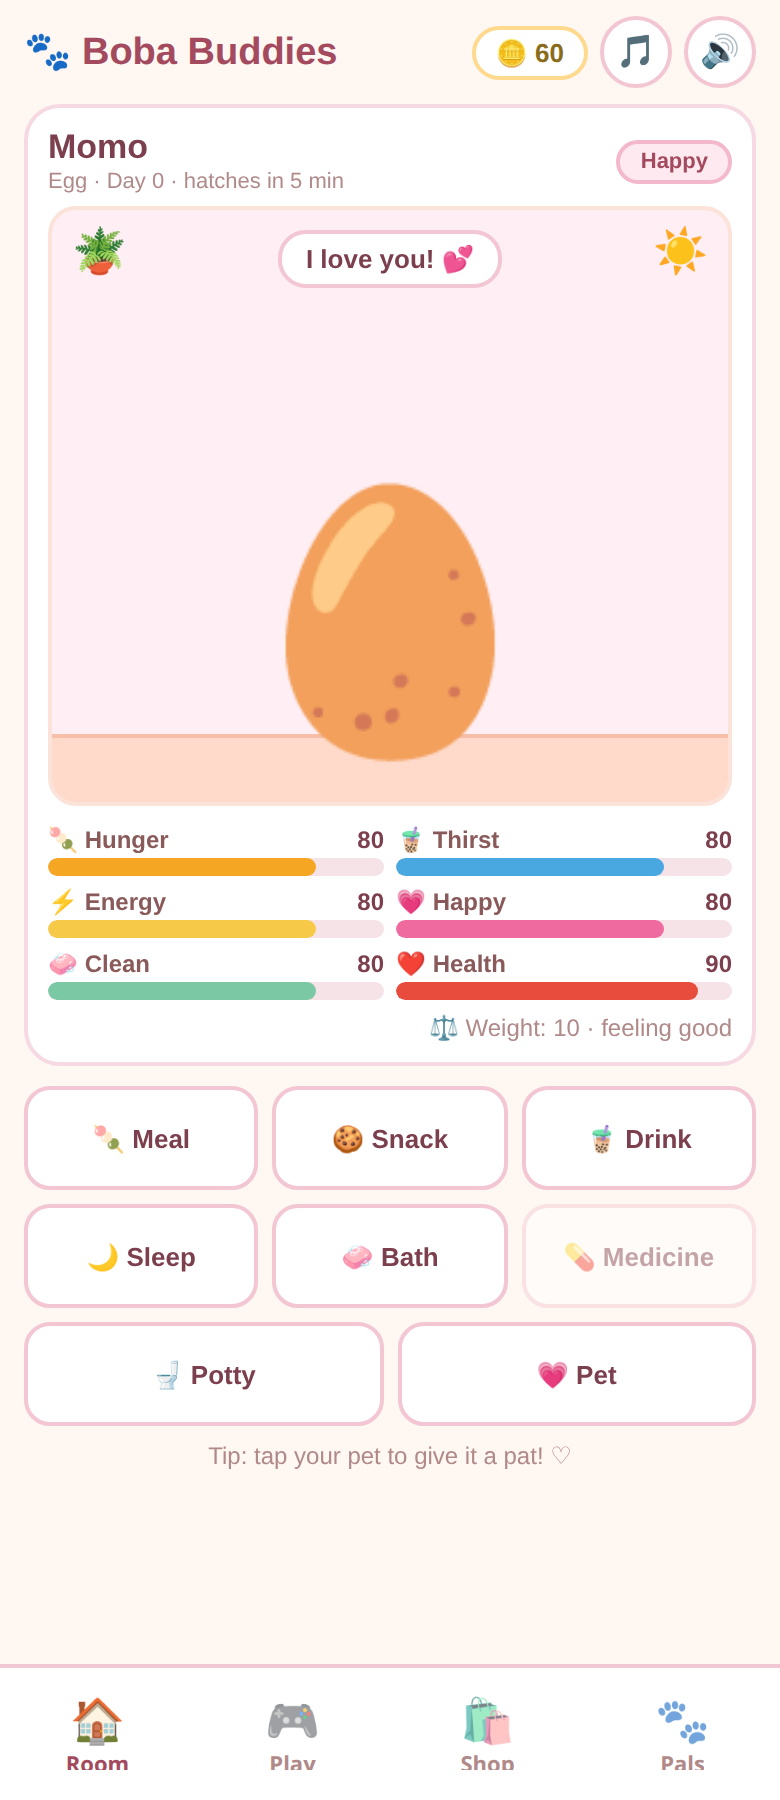 Boba Buddies
60
Momo
Egg · Day 0 · hatches in 5 min
Happy
I love you! 💕
Hunger 80
Thirst 80
Energy 80
Happy 80
Clean 80
Health 90
Weight: 10 · feeling good
Meal
Snack
Drink
Sleep
Bath
Medicine
Potty
Pet
Tip: tap your pet to give it a pat! ♡
Room
Play
Shop
Pals